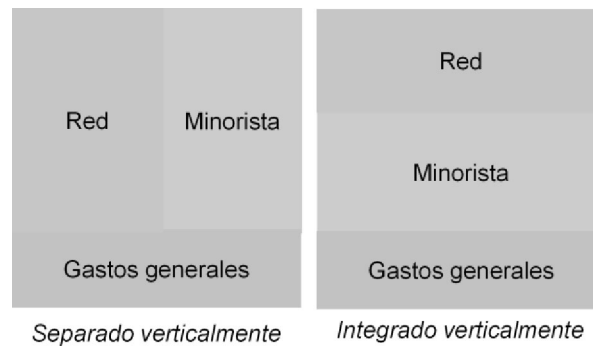 Red
Minorista
Gastos generales
Separado verticalmente
Red
Minorista
Gastos generales
Integrado verticalmente